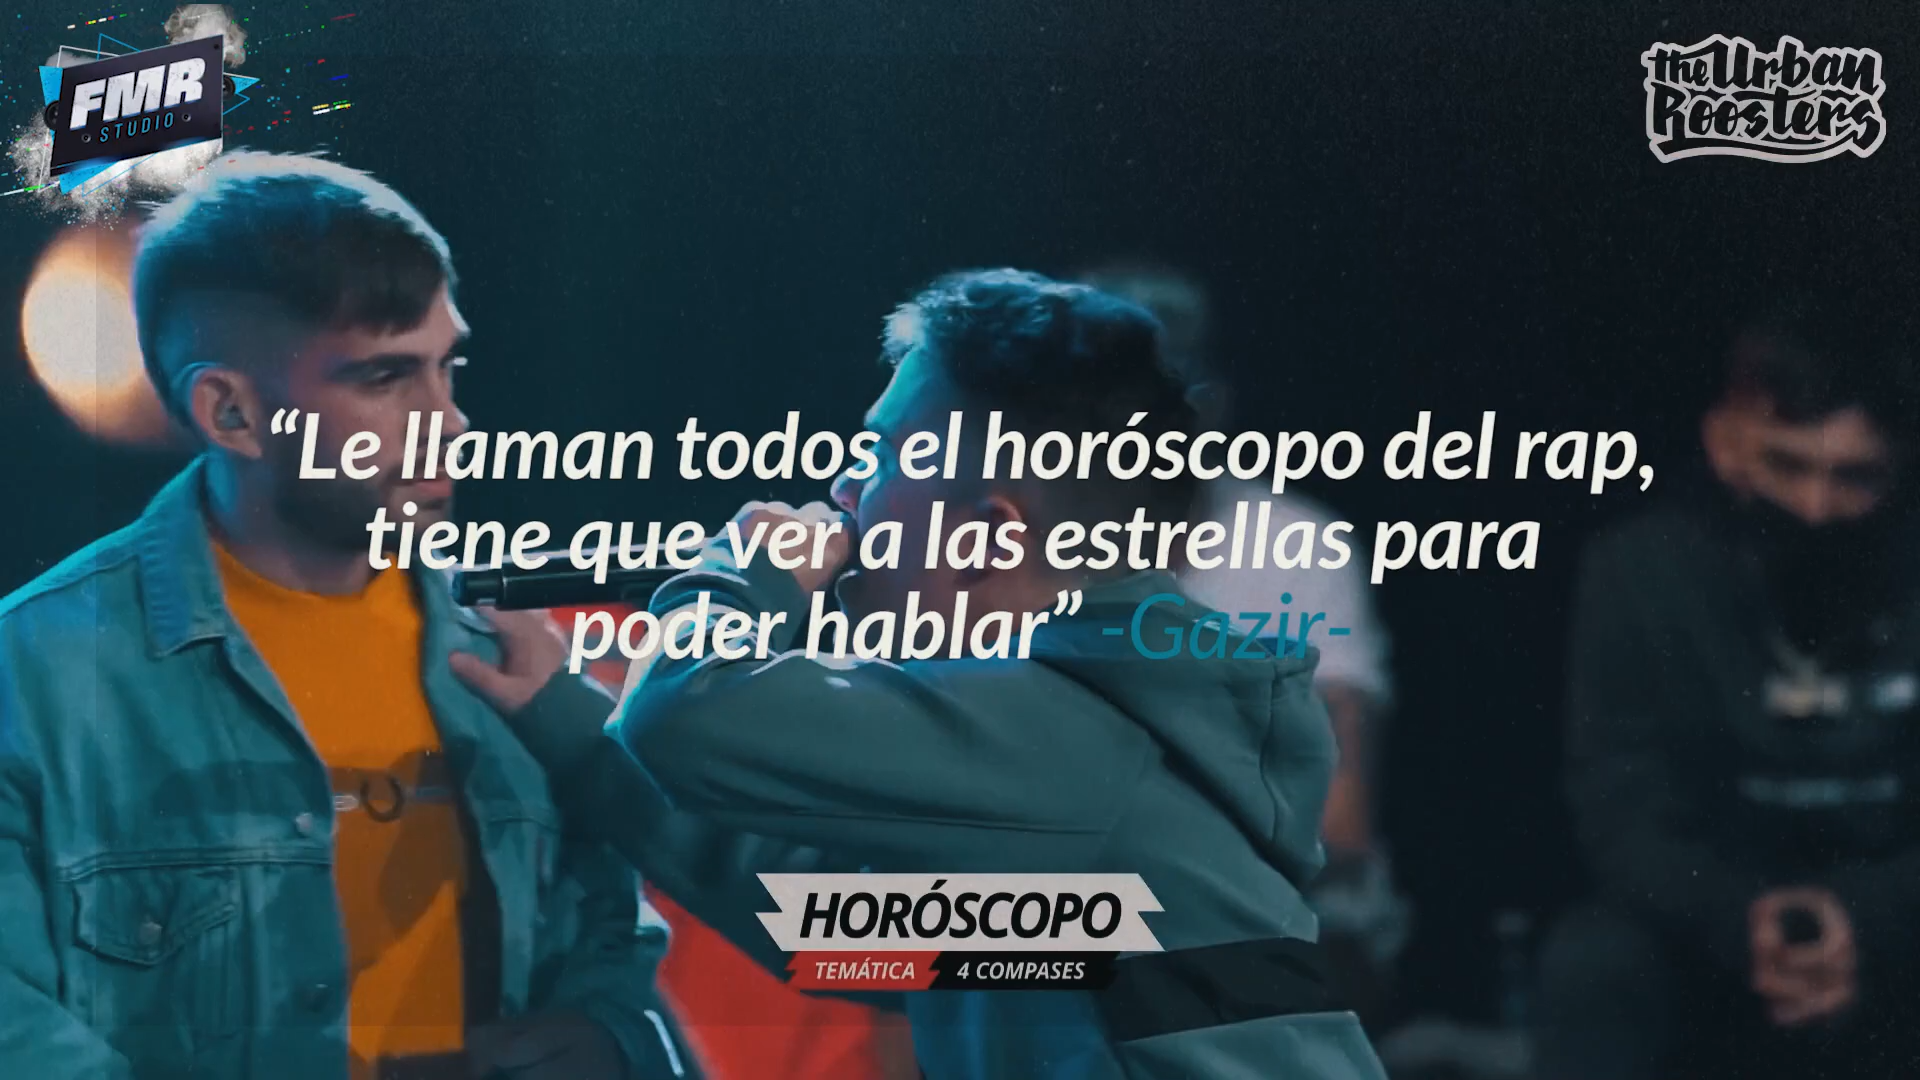 FMR
STUDIO
the Urban
Roosters
“Le llaman todos el horóscopo del rap,
tiene que ver a las estrellas para
poder hablar” -Gazir-
HORÓSCOPO
TEMÁTICA 4 COMPASES